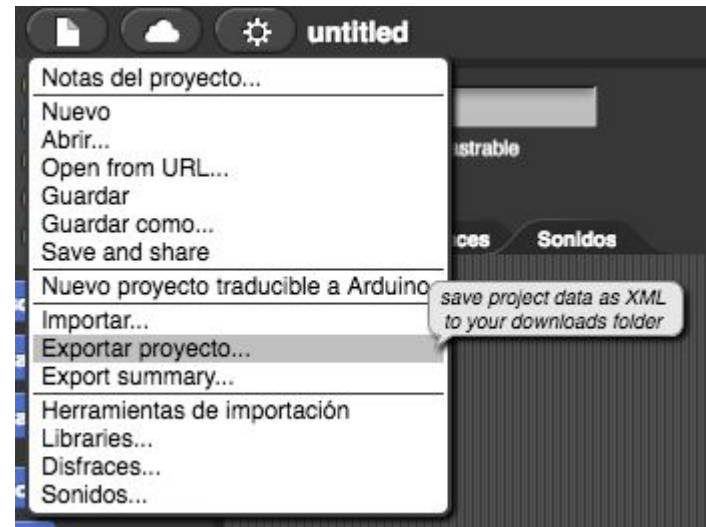 untitled
Notas del proyecto...
Nuevo
Abrir...
Open from URL...
Guardar
Guardar como...
Save and share
Nuevo proyecto traducible a Arduino
Importar...
Exportar proyecto...
Export summary...
Herramientas de importación
Libraries...
Disfraces...
Sonidos...
save project data as XML
to your downloads folder
Sonidos